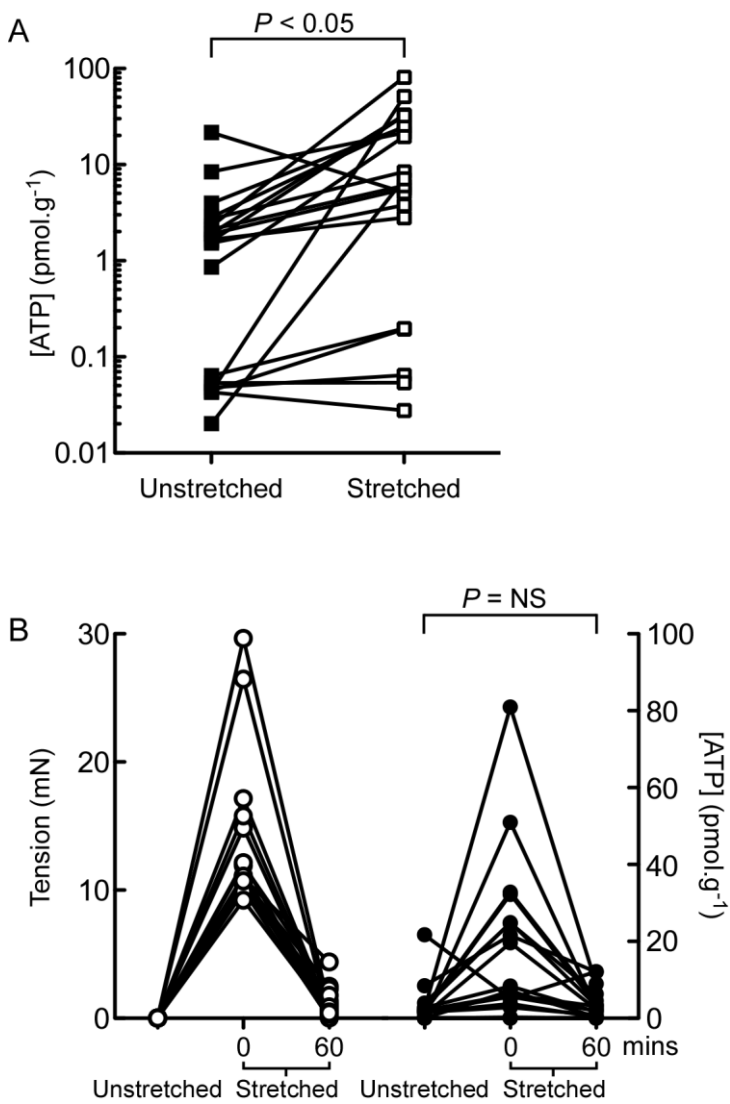 A
P < 0.05
100
10
1
0.1
0.01
[ATP] (pmol.g⁻¹)
Unstretched
Stretched
B
P = NS
30
20
10
0
Tension (mN)
100
80
60
40
20
0
[ATP] (pmol.g⁻¹)
0 60 0 60 mins
Unstretched Stretched Unstretched Stretched